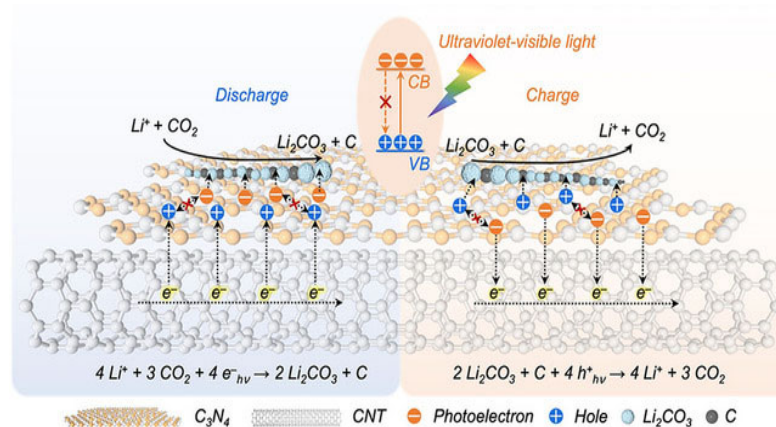 Ultraviolet-visible light
CB
VB
Discharge
Charge
Li⁺ + CO₂
Li₂CO₃ + C
Li₂CO₃ + C
Li⁺ + CO₂
e⁻ e⁻ e⁻ e⁻
e⁻ e⁻ e⁻ e⁻
4 Li⁺ + 3 CO₂ + 4 e⁻hν → 2 Li₂CO₃ + C
2 Li₂CO₃ + C + 4 h⁺hν → 4 Li⁺ + 3 CO₂
C₃N₄ CNT Photoelectron Hole Li₂CO₃ C